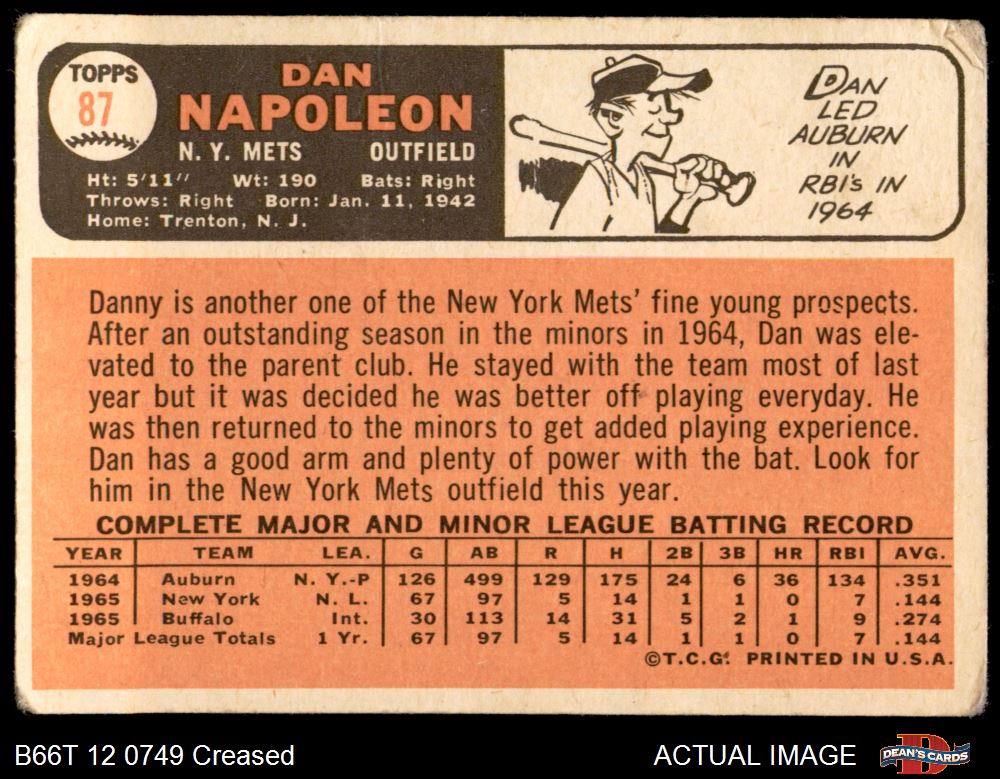 TOPPS
87
DAN
NAPOLEON
N. Y. METS OUTFIELD
Ht: 5'11" Wt: 190 Bats: Right
Throws: Right Born: Jan. 11, 1942
Home: Trenton, N. J.
DAN
LED
AUBURN
IN
RBI's IN
1964
Danny is another one of the New York Mets' fine young prospects.
After an outstanding season in the minors in 1964, Dan was ele-
vated to the parent club. He stayed with the team most of last
year but it was decided he was better off playing everyday. He
was then returned to the minors to get added playing experience.
Dan has a good arm and plenty of power with the bat. Look for
him in the New York Mets outfield this year.
COMPLETE MAJOR AND MINOR LEAGUE BATTING RECORD
YEAR TEAM LEA. G AB R H 2B 3B HR RBI AVG.
1964 Auburn N. Y.-P 126 499 129 175 24 6 36 134 .351
1965 New York N. L. 67 97 5 14 1 1 0 7 .144
1965 Buffalo Int. 30 113 14 31 5 2 1 9 .274
Major League Totals 1 Yr. 67 97 5 14 1 1 0 7 .144
©T.C.G. PRINTED IN U.S.A.
B66T 12 0749 Creased
ACTUAL IMAGE
DEAN'S CARDS